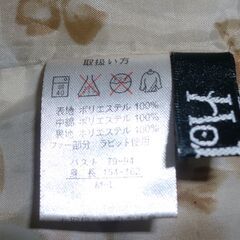 取扱い方
40
表地 ポリエステル 100%
中綿 ポリエステル 100%
裏地 ポリエステル 100%
ファー部分 ラビット使用
バスト 79-94
身長 154-162
M-L